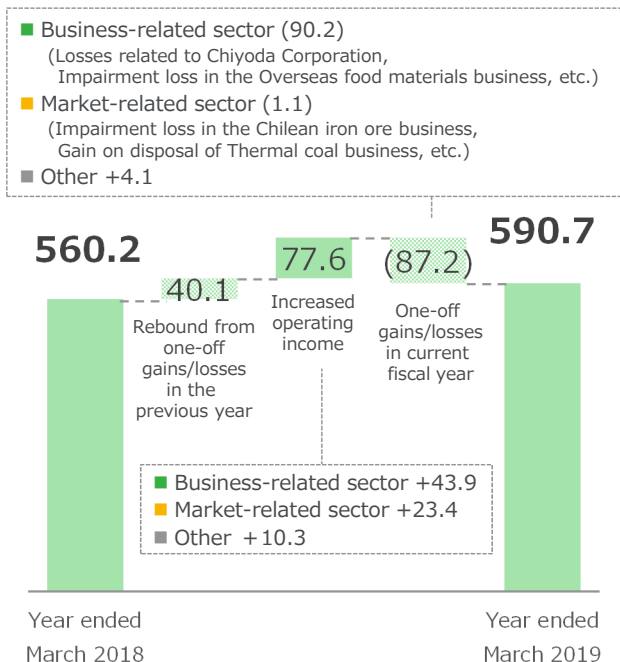 Business-related sector (90.2)
(Losses related to Chiyoda Corporation,
Impairment loss in the Overseas food materials business, etc.)
Market-related sector (1.1)
(Impairment loss in the Chilean iron ore business,
Gain on disposal of Thermal coal business, etc.)
Other +4.1
560.2
40.1
Rebound from
one-off
gains/losses
in the
previous year
77.6
Increased
operating
income
(87.2)
One-off
gains/losses
in current
fiscal year
590.7
Business-related sector +43.9
Market-related sector +23.4
Other +10.3
Year ended
March 2018
Year ended
March 2019